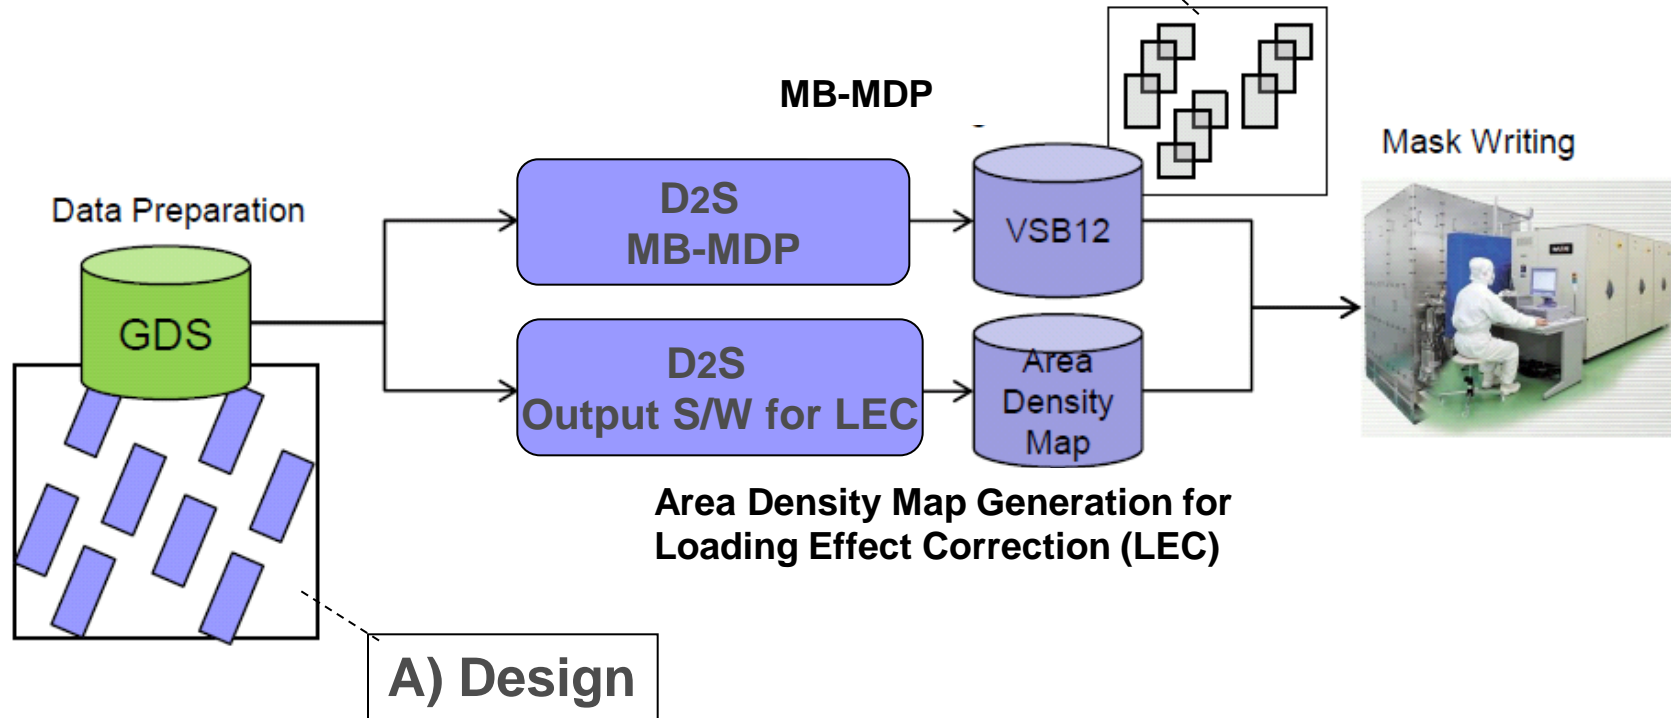 MB-MDP
Mask Writing
Data Preparation
D2S
MB-MDP
VSB12
GDS
D2S
Output S/W for LEC
Area
Density
Map
Area Density Map Generation for
Loading Effect Correction (LEC)
A) Design